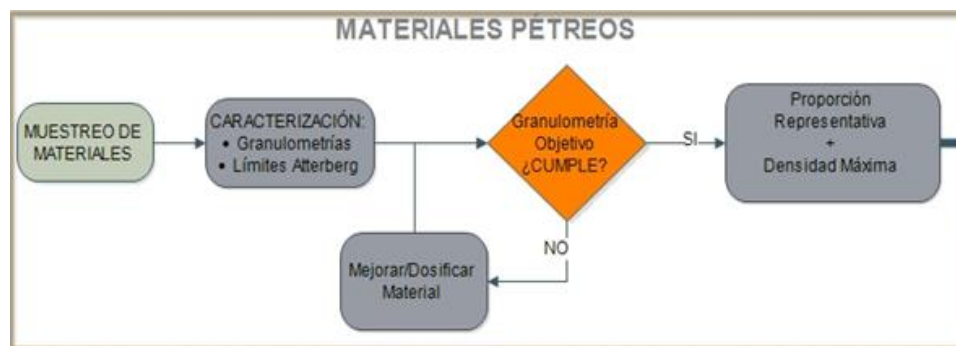 MATERIALES PÉTREOS
MUESTREO DE
MATERIALES
CARACTERIZACIÓN:
• Granulometrías
• Límites Atterberg
Granulometría
Objetivo
¿CUMPLE?
SI
Proporción
Representativa
+
Densidad Máxima
NO
Mejorar/Dosificar
Material